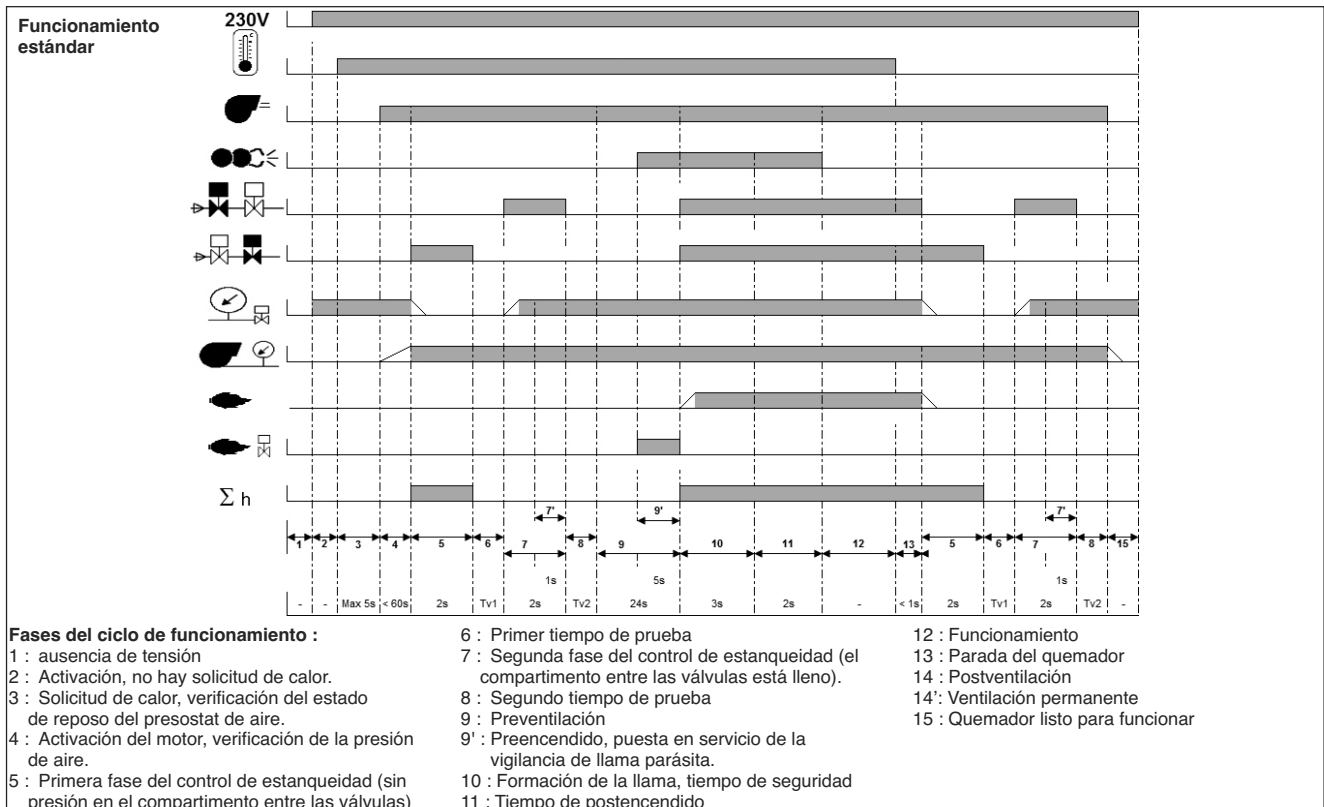 Funcionamiento
estándar
230V
Σ h
7' 9' 7'
1 2 3 4 5 6 7 8 9 10 11 12 13 5 6 7 8 15
1s 5s 1s
- - Max 5s < 60s 2s Tv1 2s Tv2 24s 3s 2s - < 1s 2s Tv1 2s Tv2 -
Fases del ciclo de funcionamiento :
1 : ausencia de tensión
2 : Activación, no hay solicitud de calor.
3 : Solicitud de calor, verificación del estado
de reposo del presostat de aire.
4 : Activación del motor, verificación de la presión
de aire.
5 : Primera fase del control de estanqueidad (sin
presión en el compartimento entre las válvulas)
6 : Primer tiempo de prueba
7 : Segunda fase del control de estanqueidad (el
compartimento entre las válvulas está lleno).
8 : Segundo tiempo de prueba
9 : Preventilación
9' : Preencendido, puesta en servicio de la
vigilancia de llama parásita.
10 : Formación de la llama, tiempo de seguridad
11 : Tiempo de postencendido
12 : Funcionamiento
13 : Parada del quemador
14 : Postventilación
14': Ventilación permanente
15 : Quemador listo para funcionar